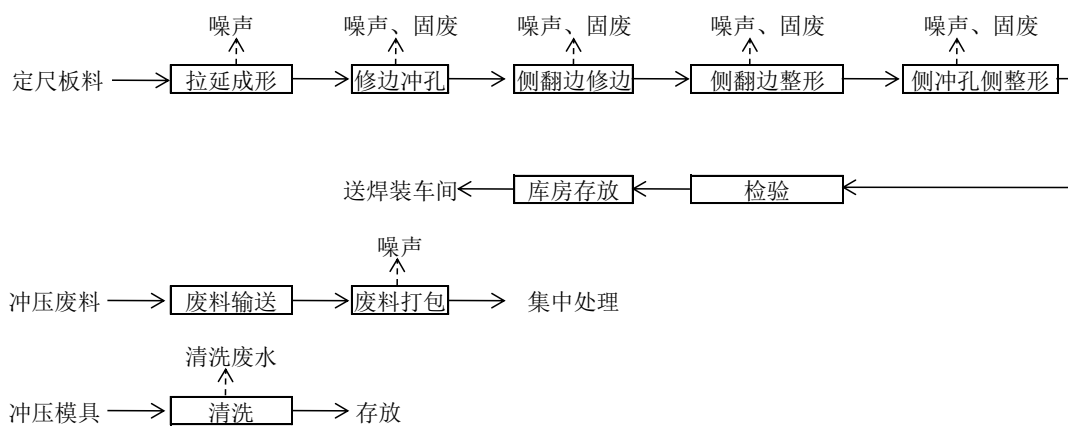 噪声 噪声、固废 噪声、固废 噪声、固废 噪声、固废
定尺板料 拉延成形 修边冲孔 侧翻边修边 侧翻边整形 侧冲孔侧整形
送焊装车间 库房存放 检验
噪声
冲压废料 废料输送 废料打包 集中处理
清洗废水
冲压模具 清洗 存放